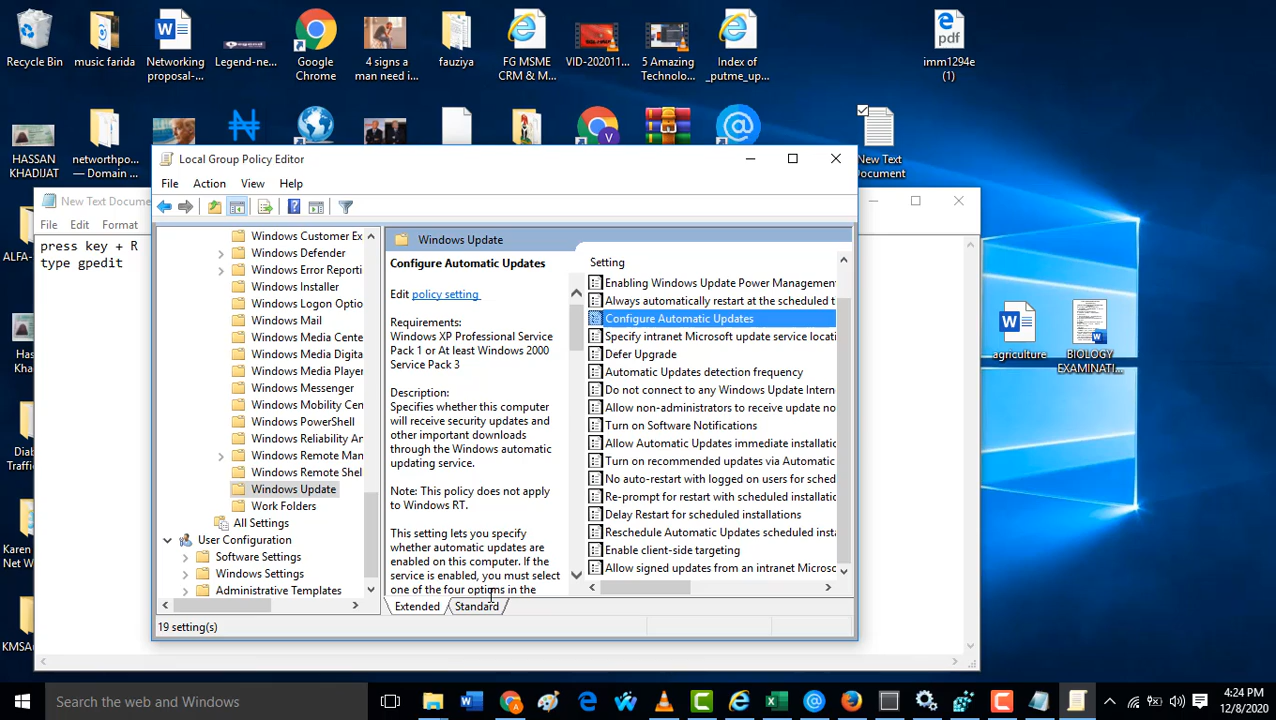 Recycle Bin
music farida
Networking
proposal-...
Legend-ne...
Google
Chrome
4 signs a
man need i...
fauziya
FG MSME
CRM & M...
VID-202011...
5 Amazing
Technolo...
Index of
_putme_up...
imm1294e
(1)
HASSAN
KHADIJAT
networthpo...
— Domain ...
New Text
Document
ALFA-
Has
Kha
Diab
Traffi
Karen
Net W
KMSA
agriculture
BIOLOGY
EXAMINATI...
New Text Docume
File Edit Format
press key + R
type gpedit
Local Group Policy Editor
File Action View Help
Windows Customer Ex
Windows Defender
Windows Error Reporti
Windows Installer
Windows Logon Optio
Windows Mail
Windows Media Center
Windows Media Digita
Windows Media Player
Windows Messenger
Windows Mobility Cen
Windows PowerShell
Windows Reliability An
Windows Remote Man
Windows Remote Shel
Windows Update
Work Folders
All Settings
User Configuration
Software Settings
Windows Settings
Administrative Templates
Windows Update
Configure Automatic Updates
Edit policy setting
Requirements:
Windows XP Professional Service
Pack 1 or At least Windows 2000
Service Pack 3
Description:
Specifies whether this computer
will receive security updates and
other important downloads
through the Windows automatic
updating service.
Note: This policy does not apply
to Windows RT.
This setting lets you specify
whether automatic updates are
enabled on this computer. If the
service is enabled, you must select
one of the four options in the
Setting
Enabling Windows Update Power Management
Always automatically restart at the scheduled t
Configure Automatic Updates
Specify intranet Microsoft update service locati
Defer Upgrade
Automatic Updates detection frequency
Do not connect to any Windows Update Intern
Allow non-administrators to receive update no
Turn on Software Notifications
Allow Automatic Updates immediate installatio
Turn on recommended updates via Automatic
No auto-restart with logged on users for sched
Re-prompt for restart with scheduled installatio
Delay Restart for scheduled installations
Reschedule Automatic Updates scheduled inst
Enable client-side targeting
Allow signed updates from an intranet Microsc
Extended Standard
19 setting(s)
Search the web and Windows
4:24 PM
12/8/2020